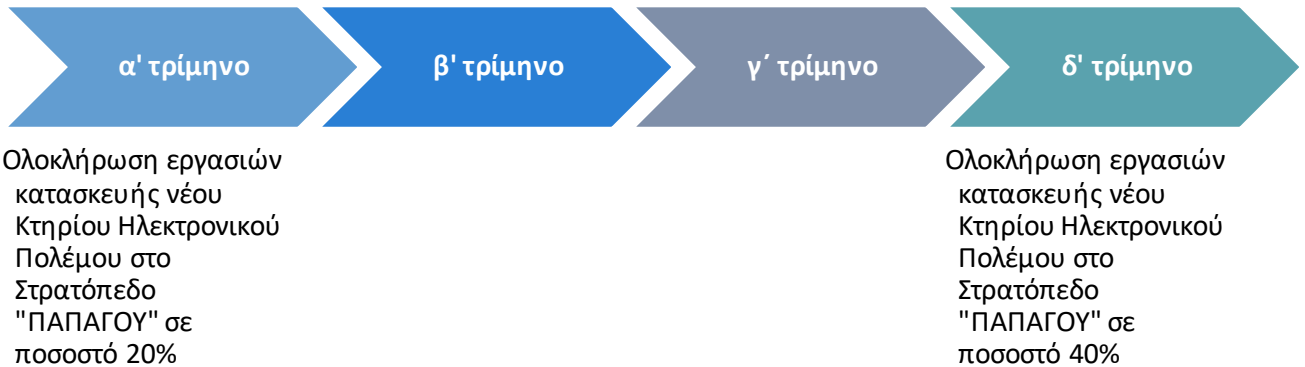 α' τρίμηνο
β' τρίμηνο
γ΄ τρίμηνο
δ' τρίμηνο
Ολοκλήρωση εργασιών
κατασκευής νέου
Κτηρίου Ηλεκτρονικού
Πολέμου στο
Στρατόπεδο
"ΠΑΠΑΓΟΥ" σε
ποσοστό 20%
Ολοκλήρωση εργασιών
κατασκευής νέου
Κτηρίου Ηλεκτρονικού
Πολέμου στο
Στρατόπεδο
"ΠΑΠΑΓΟΥ" σε
ποσοστό 40%